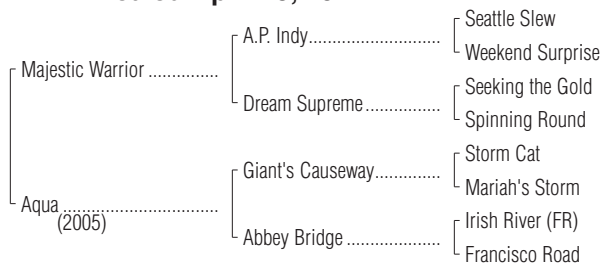 Seattle Slew
A.P. Indy
Weekend Surprise
Majestic Warrior
Seeking the Gold
Dream Supreme
Spinning Round
Storm Cat
Giant's Causeway
Mariah's Storm
Aqua
(2005)
Irish River (FR)
Abbey Bridge
Francisco Road